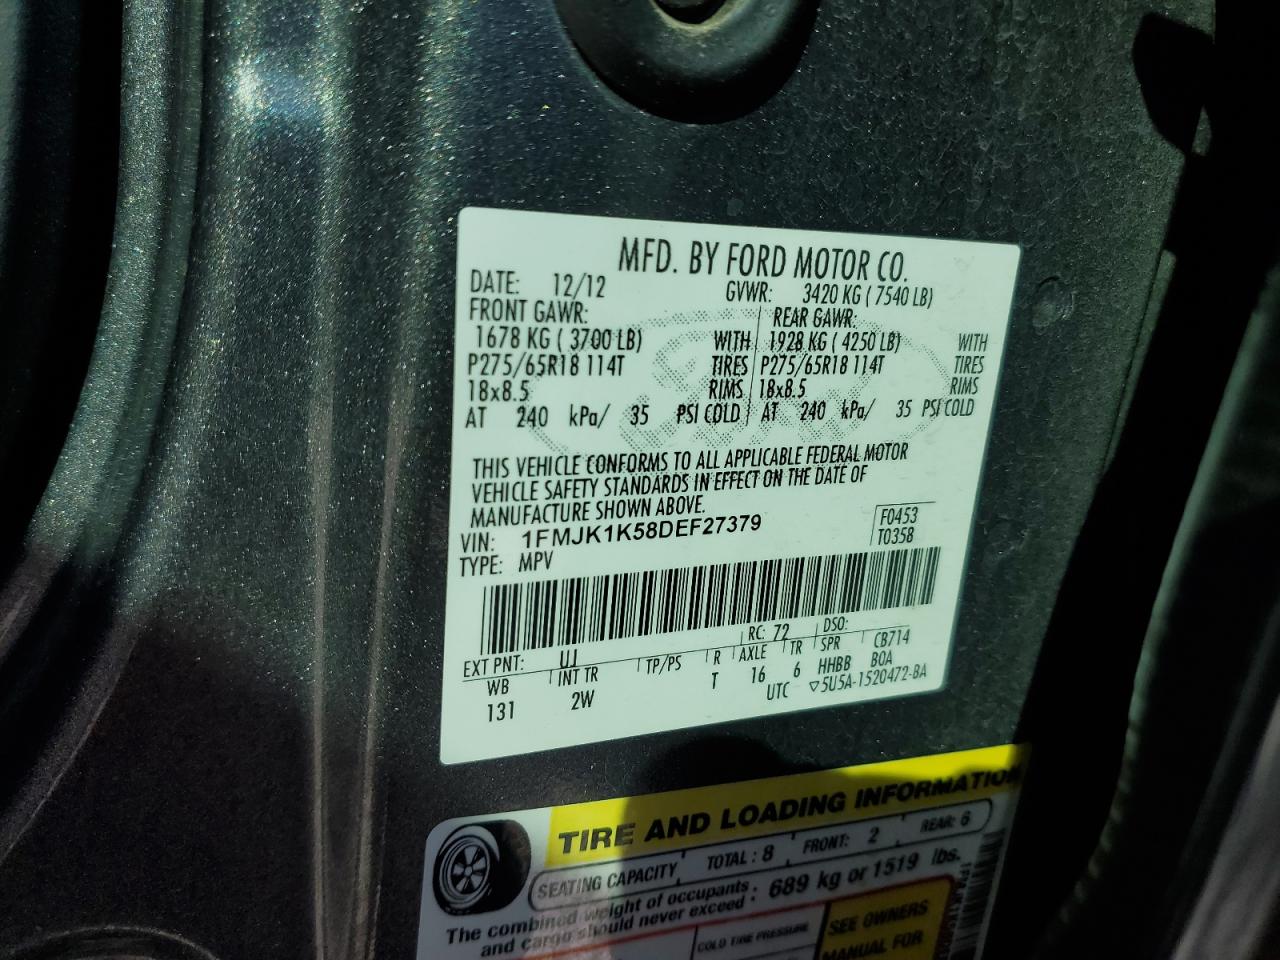 MFD. BY FORD MOTOR CO.
DATE: 12/12 GVWR: 3420 KG ( 7540 LB)
FRONT GAWR: REAR GAWR:
1678 KG ( 3700 LB) WITH 1928 KG ( 4250 LB) WITH
P275/65R18 114T TIRES P275/65R18 114T TIRES
18x8.5 RIMS 18x8.5 RIMS
AT 240 kPa/ 35 PSI COLD AT 240 kPa/ 35 PSI COLD
THIS VEHICLE CONFORMS TO ALL APPLICABLE FEDERAL MOTOR
VEHICLE SAFETY STANDARDS IN EFFECT ON THE DATE OF
MANUFACTURE SHOWN ABOVE.
VIN: 1FMJK1K58DEF27379 F0453
TYPE: MPV T0358
EXT PNT: UJ RC: 72 DSO:
WB INT TR TP/PS R AXLE TR SPR CB714
131 2W T 16 6 HHBB BOA
UTC ▽5U5A-1520472-BA
TIRE AND LOADING INFORMATION
SEATING CAPACITY TOTAL : 8 FRONT: 2 REAR: 6
The combined weight of occupants : 689 kg or 1519 lbs.
and cargo should never exceed :
COLD TIRE PRESSURE SEE OWNERS
MANUAL FOR